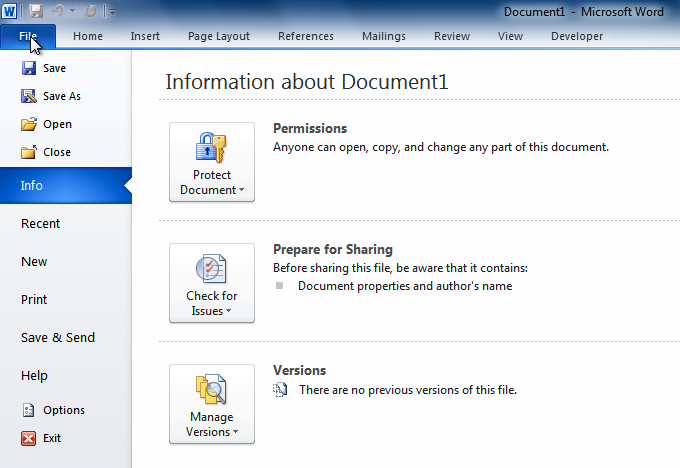 Document1 - Microsoft Word
File Home Insert Page Layout References Mailings Review View Developer
Save
Save As
Open
Close
Info
Recent
New
Print
Save & Send
Help
Options
Exit
Information about Document1
Protect
Document
Permissions
Anyone can open, copy, and change any part of this document.
Check for
Issues
Prepare for Sharing
Before sharing this file, be aware that it contains:
Document properties and author's name
Manage
Versions
Versions
There are no previous versions of this file.